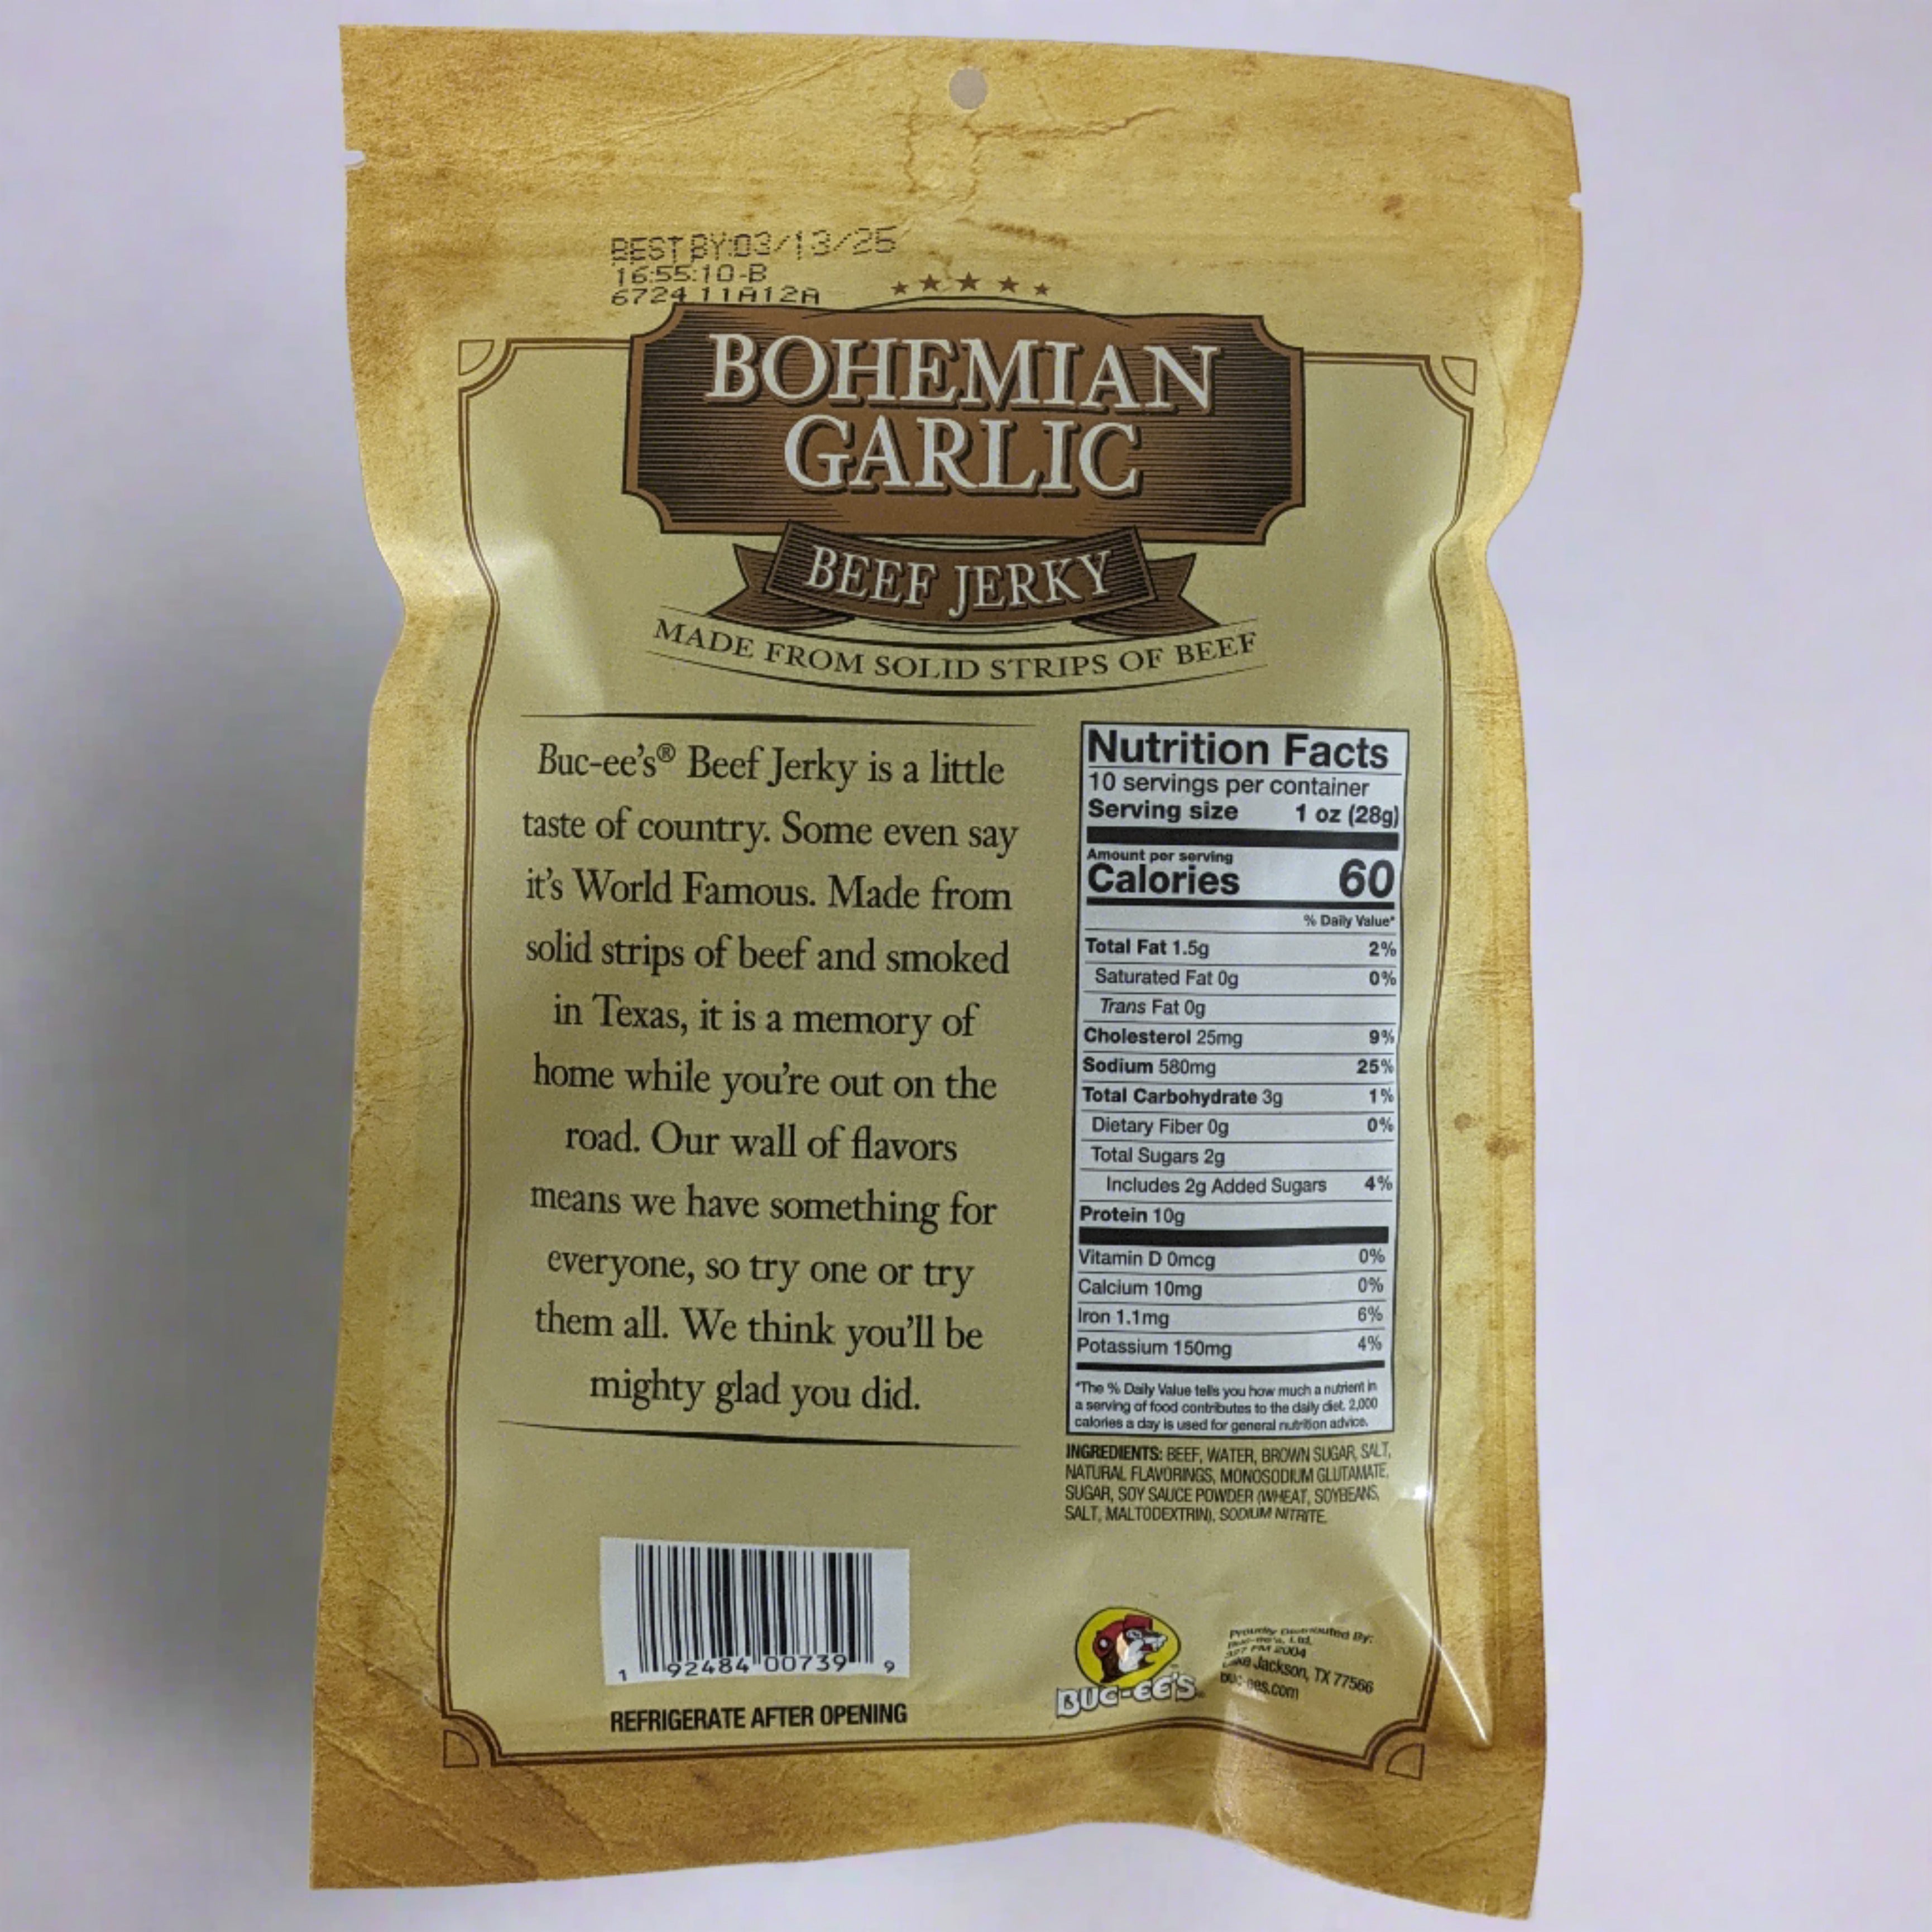 BEST BY:03/13/25
16:55:10-B
6724 11A12A
BOHEMIAN
GARLIC
BEEF JERKY
MADE FROM SOLID STRIPS OF BEEF
Buc-ee's® Beef Jerky is a little
taste of country. Some even say
it's World Famous. Made from
solid strips of beef and smoked
in Texas, it is a memory of
home while you're out on the
road. Our wall of flavors
means we have something for
everyone, so try one or try
them all. We think you'll be
mighty glad you did.
Nutrition Facts
10 servings per container
Serving size 1 oz (28g)
Amount per serving
Calories 60
% Daily Value*
Total Fat 1.5g 2%
Saturated Fat 0g 0%
Trans Fat 0g
Cholesterol 25mg 9%
Sodium 580mg 25%
Total Carbohydrate 3g 1%
Dietary Fiber 0g 0%
Total Sugars 2g
Includes 2g Added Sugars 4%
Protein 10g
Vitamin D 0mcg 0%
Calcium 10mg 0%
Iron 1.1mg 6%
Potassium 150mg 4%
*The % Daily Value tells you how much a nutrient in
a serving of food contributes to the daily diet. 2,000
calories a day is used for general nutrition advice.
INGREDIENTS: BEEF, WATER, BROWN SUGAR, SALT,
NATURAL FLAVORINGS, MONOSODIUM GLUTAMATE,
SUGAR, SOY SAUCE POWDER (WHEAT, SOYBEANS,
SALT, MALTODEXTRIN), SODIUM NITRITE.
1 92484 00739 9
REFRIGERATE AFTER OPENING
BUC-EE'S
Proudly Distributed By:
Buc-ee's, Ltd.
327 FM 2004
Lake Jackson, TX 77566
buc-ees.com